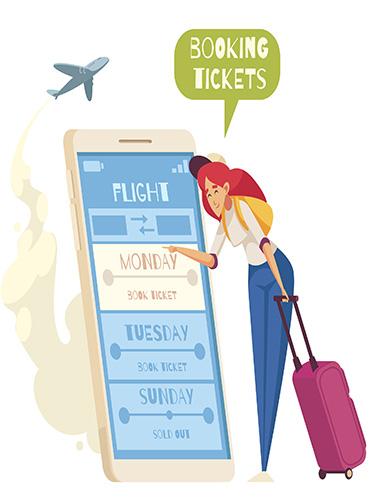 BOOKING
TICKETS
FLIGHT
MONDAY
BOOK TICKET
TUESDAY
BOOK TICKET
SUNDAY
SOLD OUT